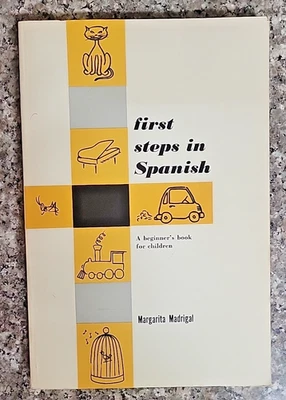 first
steps in
Spanish
A beginner's book
for children
Margarita Madrigal